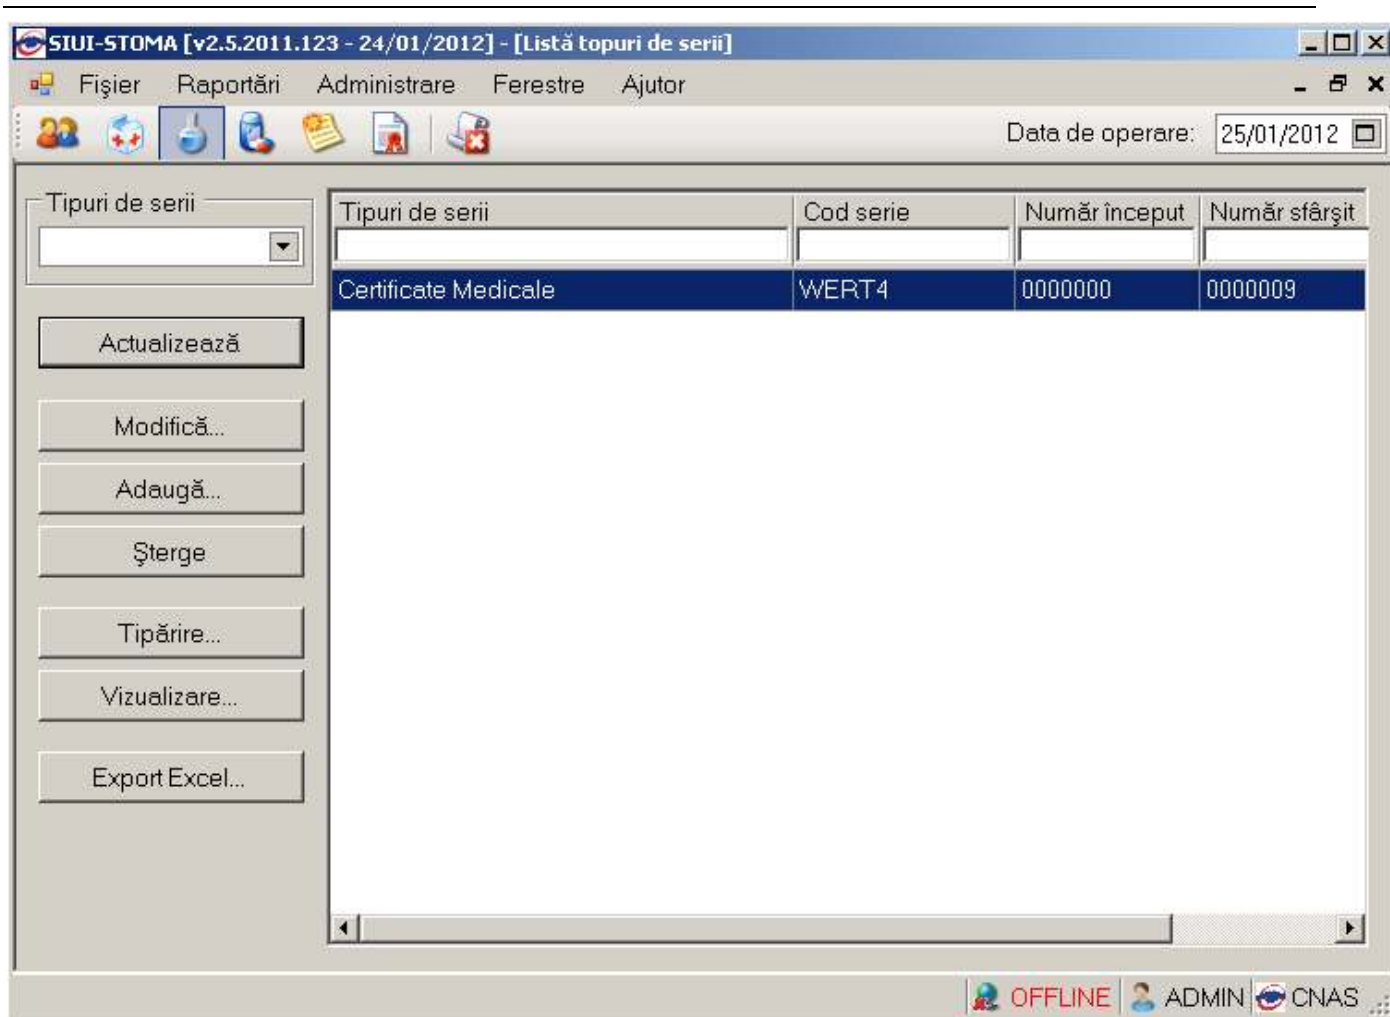 SIUI-STOMA [v2.5.2011.123 - 24/01/2012] - [Listă topuri de serii]
Fişier Raportări Administrare Ferestre Ajutor
Data de operare: 25/01/2012
Tipuri de serii
Tipuri de serii Cod serie Număr început Număr sfârşit
Certificate Medicale WERT4 0000000 0000009
Actualizează
Modifică...
Adaugă...
Şterge
Tipărire...
Vizualizare...
Export Excel...
OFFLINE ADMIN CNAS